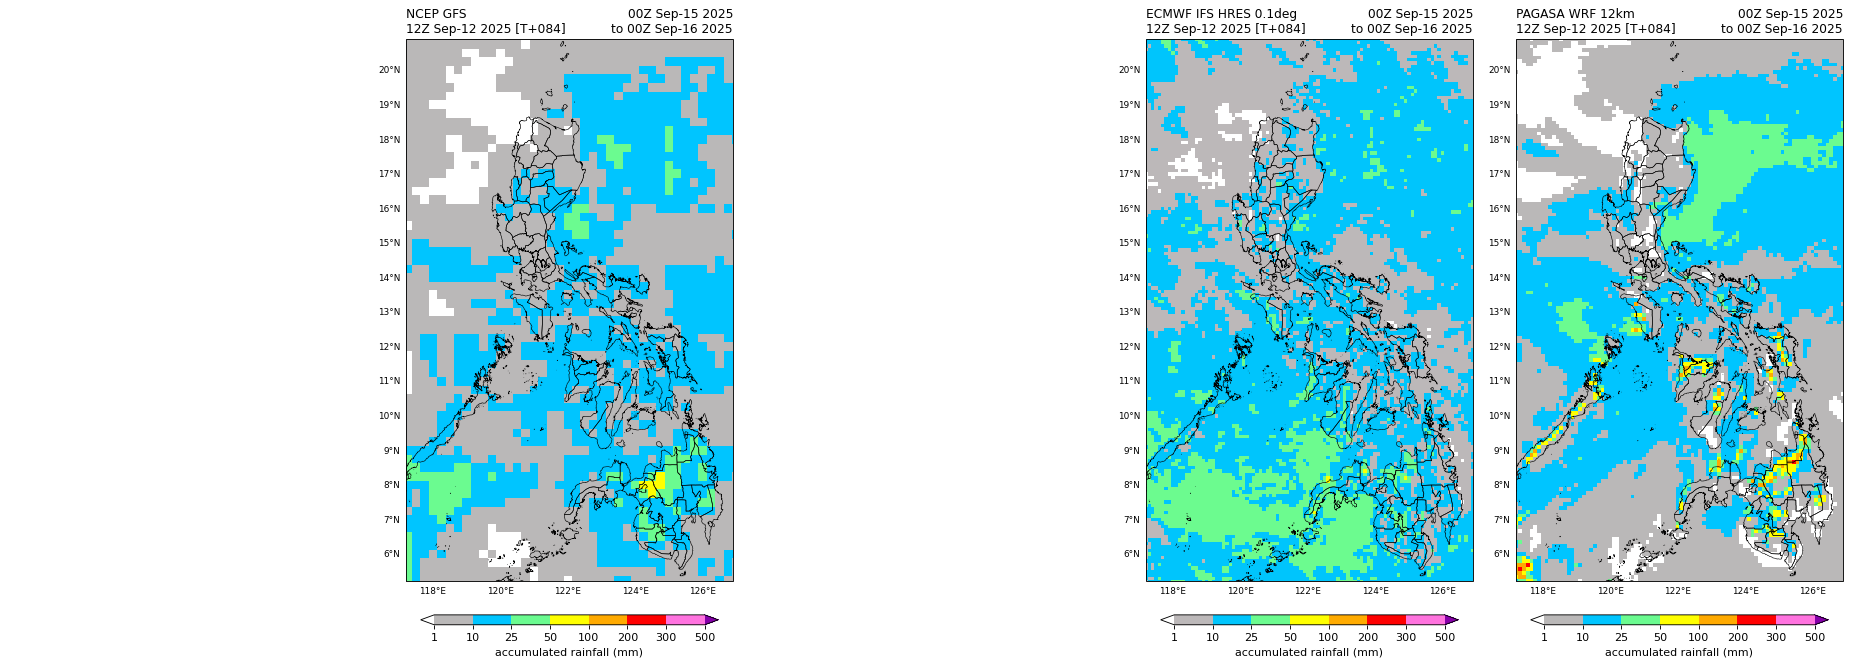 NCEP GFS 00Z Sep-15 2025
12Z Sep-12 2025 [T+084] to 00Z Sep-16 2025
20°N
19°N
18°N
17°N
16°N
15°N
14°N
13°N
12°N
11°N
10°N
9°N
8°N
7°N
6°N
118°E 120°E 122°E 124°E 126°E
1 10 25 50 100 200 300 500
accumulated rainfall (mm)
ECMWF IFS HRES 0.1deg 00Z Sep-15 2025
12Z Sep-12 2025 [T+084] to 00Z Sep-16 2025
20°N
19°N
18°N
17°N
16°N
15°N
14°N
13°N
12°N
11°N
10°N
9°N
8°N
7°N
6°N
118°E 120°E 122°E 124°E 126°E
1 10 25 50 100 200 300 500
accumulated rainfall (mm)
PAGASA WRF 12km 00Z Sep-15 2025
12Z Sep-12 2025 [T+084] to 00Z Sep-16 2025
20°N
19°N
18°N
17°N
16°N
15°N
14°N
13°N
12°N
11°N
10°N
9°N
8°N
7°N
6°N
118°E 120°E 122°E 124°E 126°E
1 10 25 50 100 200 300 500
accumulated rainfall (mm)